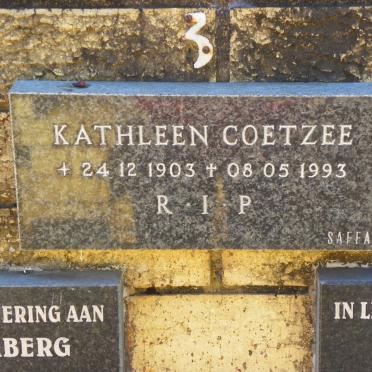 3
KATHLEEN COETZEE
+ 24 12 1903 ✝ 08 05 1993
R · I · P
SAFFA
ERING AAN
BERG
IN L